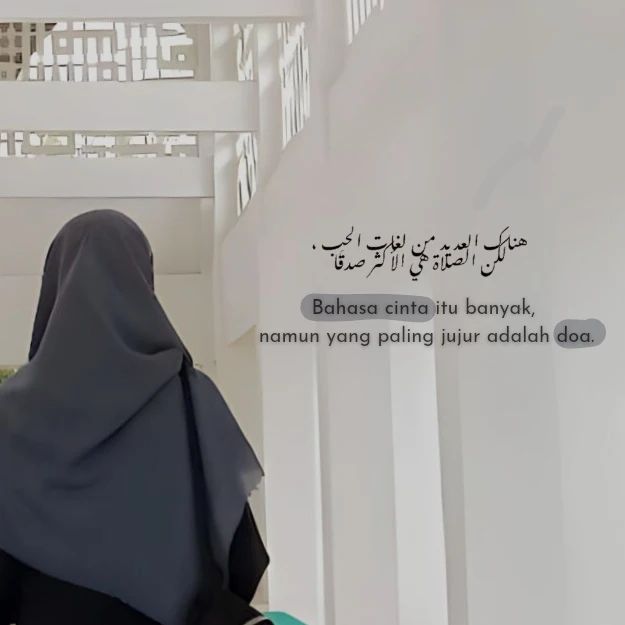 هناك العديد من لغات الحب ،
لكن الصلاة هي الأكثر صدقا
Bahasa cinta itu banyak,
namun yang paling jujur adalah doa.